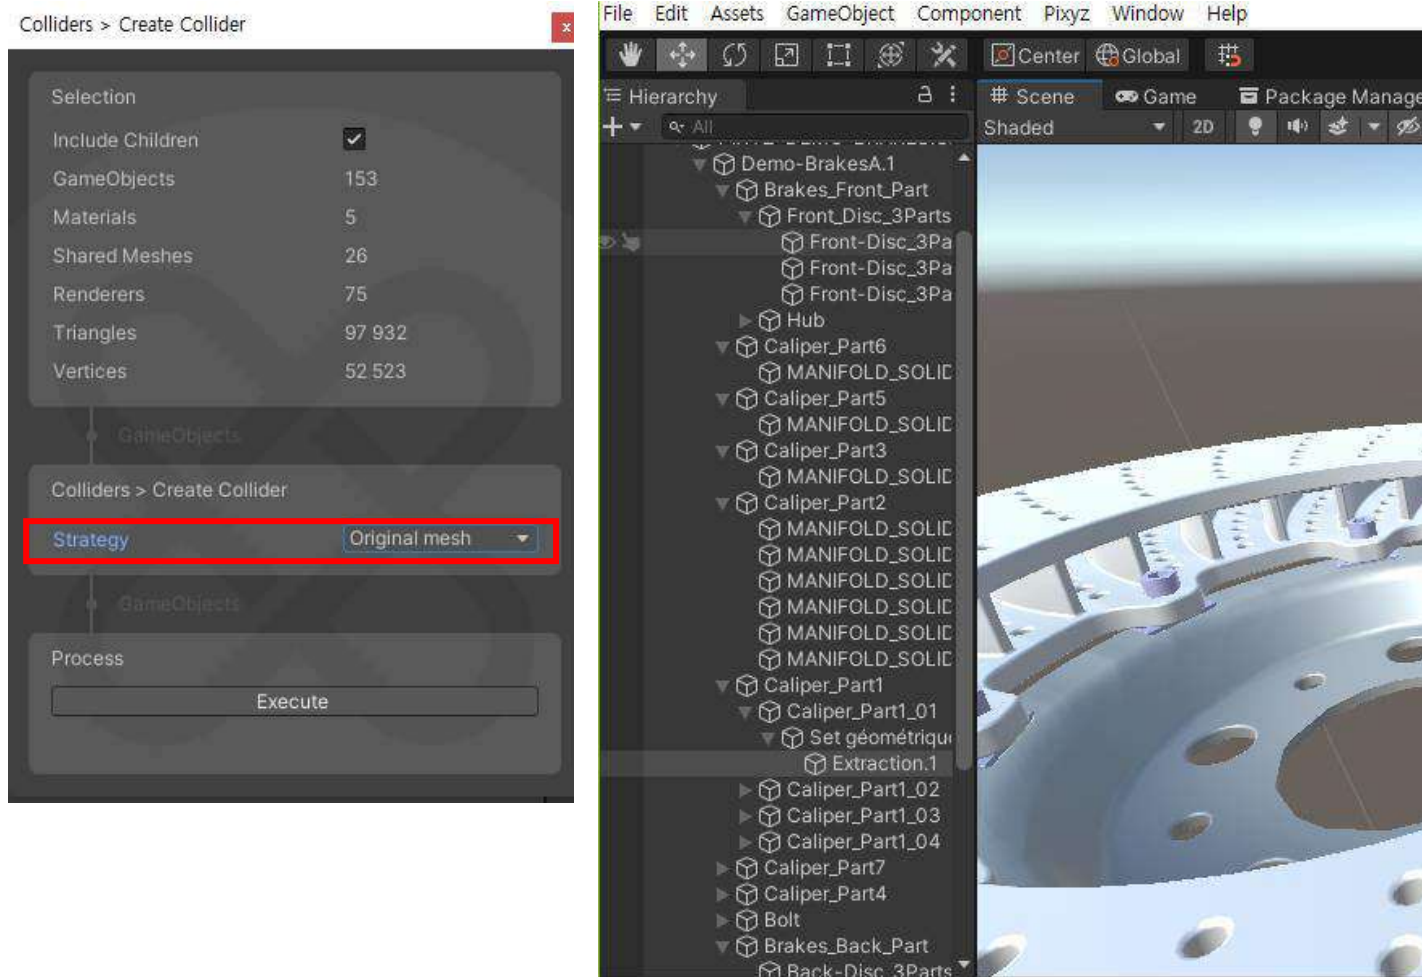 Colliders > Create Collider
x
Selection
Include Children
GameObjects 153
Materials 5
Shared Meshes 26
Renderers 75
Triangles 97 932
Vertices 52 523
GameObjects
Colliders > Create Collider
Strategy Original mesh
GameObjects
Process
Execute
File Edit Assets GameObject Component Pixyz Window Help
Center Global
Hierarchy
All
Scene Game Package Manage
Shaded 2D
Demo-BrakesA.1
Brakes_Front_Part
Front_Disc_3Parts
Front-Disc_3Pa
Front-Disc_3Pa
Front-Disc_3Pa
Hub
Caliper_Part6
MANIFOLD_SOLID
Caliper_Part5
MANIFOLD_SOLID
Caliper_Part3
MANIFOLD_SOLID
Caliper_Part2
MANIFOLD_SOLID
MANIFOLD_SOLID
MANIFOLD_SOLID
MANIFOLD_SOLID
MANIFOLD_SOLID
MANIFOLD_SOLID
Caliper_Part1
Caliper_Part1_01
Set géométriqu
Extraction.1
Caliper_Part1_02
Caliper_Part1_03
Caliper_Part1_04
Caliper_Part7
Caliper_Part4
Bolt
Brakes_Back_Part
Back-Disc_3Parts